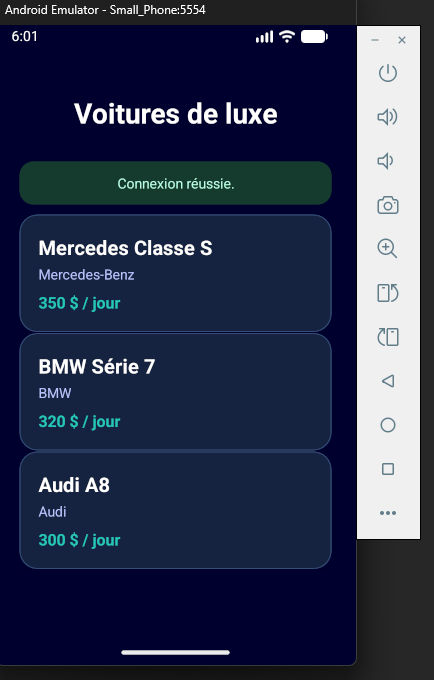 Android Emulator - Small_Phone:5554
6:01
Voitures de luxe
Connexion réussie.
Mercedes Classe S
Mercedes-Benz
350 $ / jour
BMW Série 7
BMW
320 $ / jour
Audi A8
Audi
300 $ / jour